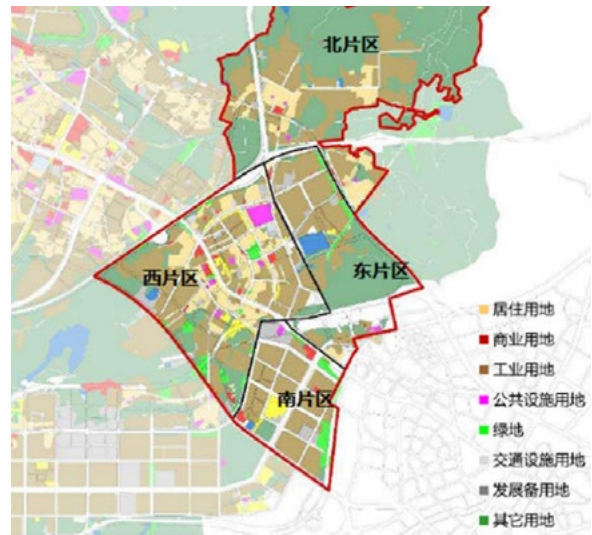 北片区
西片区
东片区
南片区
居住用地
商业用地
工业用地
公共设施用地
绿地
交通设施用地
发展备用地
其它用地